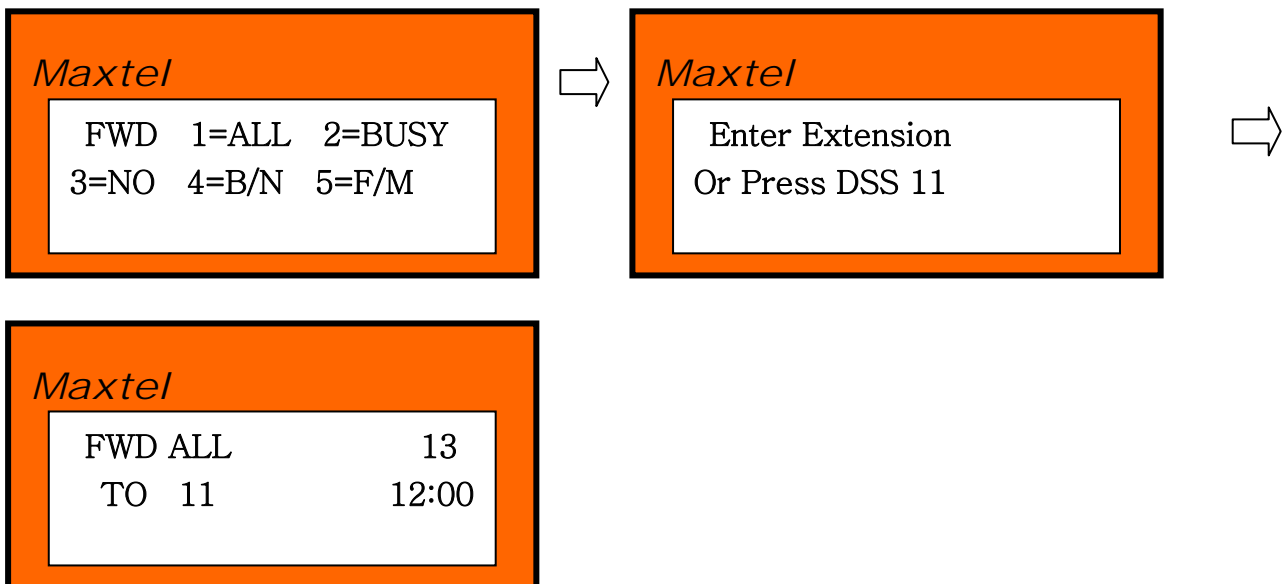 Maxtel
FWD 1=ALL 2=BUSY
3=NO 4=B/N 5=F/M
Maxtel
Enter Extension
Or Press DSS 11
Maxtel
FWD ALL 13
TO 11 12:00